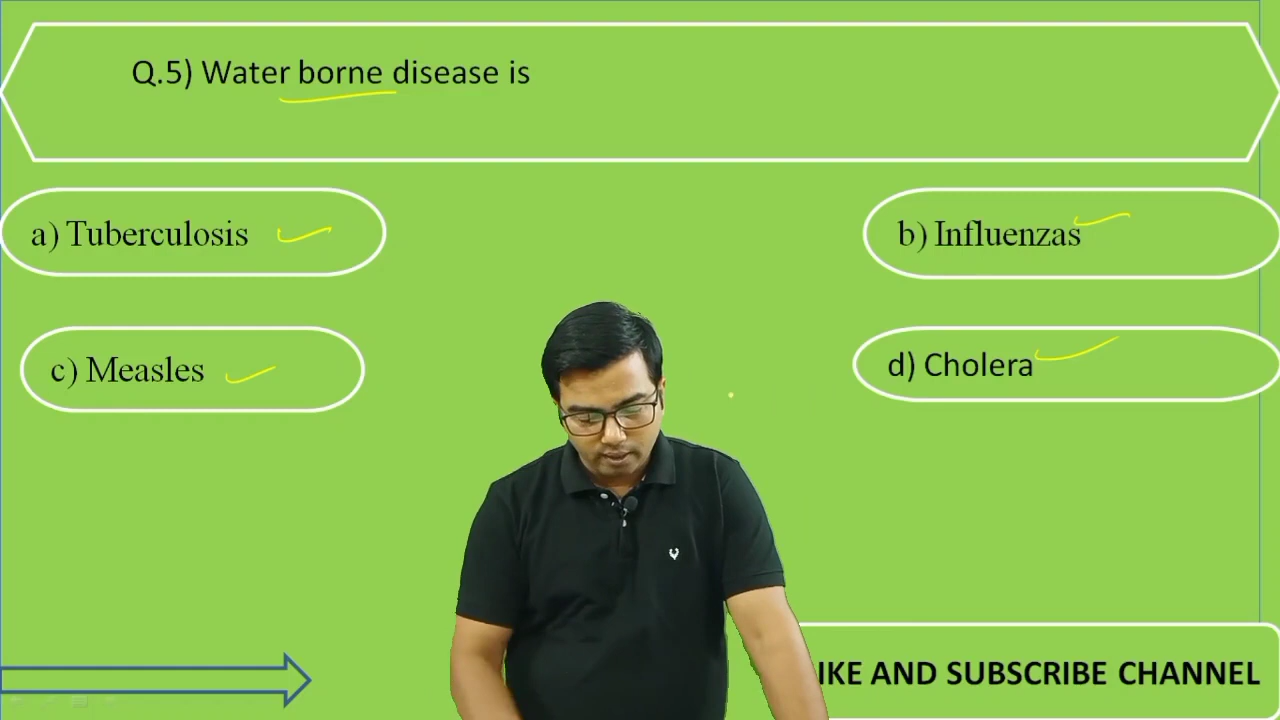 Q.5) Water borne disease is
a) Tuberculosis
b) Influenzas
c) Measles
d) Cholera
IKE AND SUBSCRIBE CHANNEL